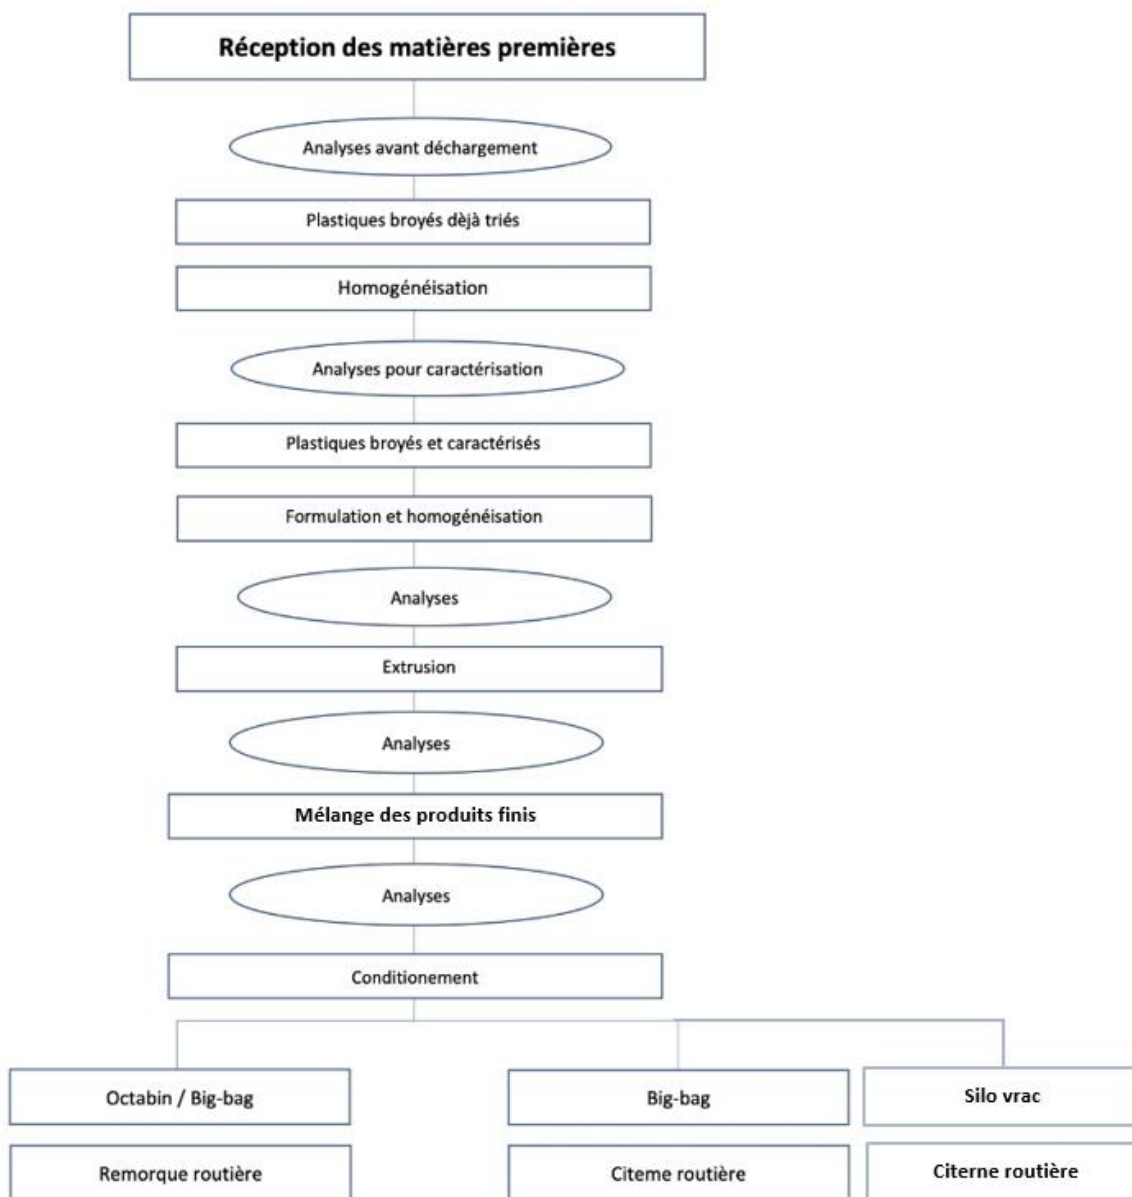 Réception des matières premières
Analyses avant déchargement
Plastiques broyés dèjà triés
Homogénéisation
Analyses pour caractérisation
Plastiques broyés et caractérisés
Formulation et homogénéisation
Analyses
Extrusion
Analyses
Mélange des produits finis
Analyses
Conditionement
Octabin / Big-bag
Big-bag
Silo vrac
Remorque routière
Citeme routière
Citerne routière